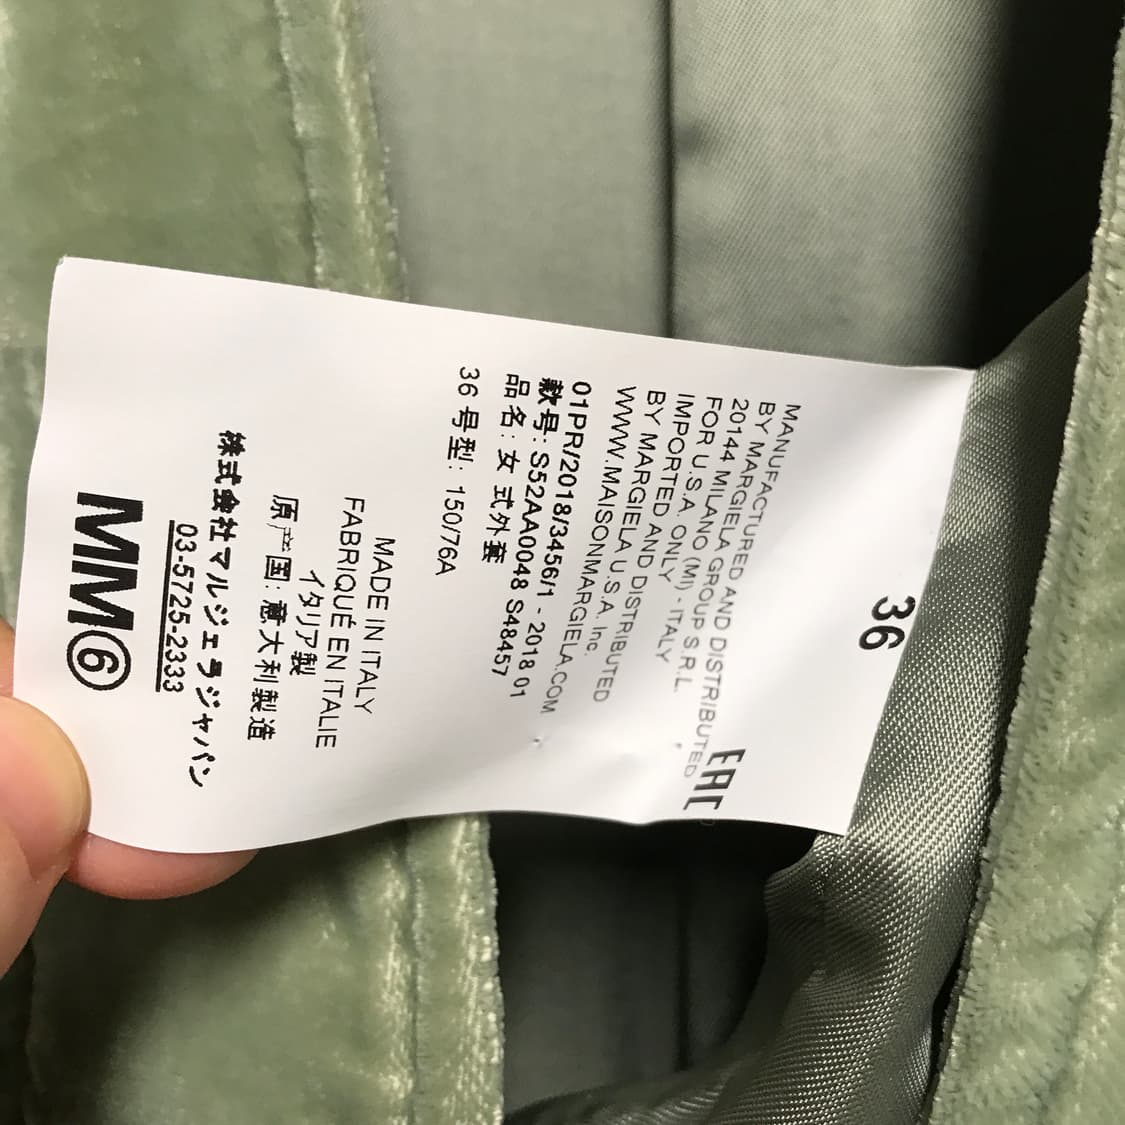 36
EAC
MANUFACTURED AND DISTRIBUTED
BY MARGIELA GROUP S.R.L.
20144 MILANO (MI) - ITALY
FOR U.S.A. ONLY
IMPORTED AND DISTRIBUTED
BY MARGIELA U.S.A. Inc.
WWW.MAISONMARGIELA.COM
01PR/2018/3456/1 - 2018 01
款号: S52AA0048 S48457
品名: 女 式外套
36 号型: 150/76A
MADE IN ITALY
FABRIQUÉ EN ITALIE
イタリア製
原产国: 意大利製造
株式会社マルジェラジャパン
03-5725-2333
MM⑥